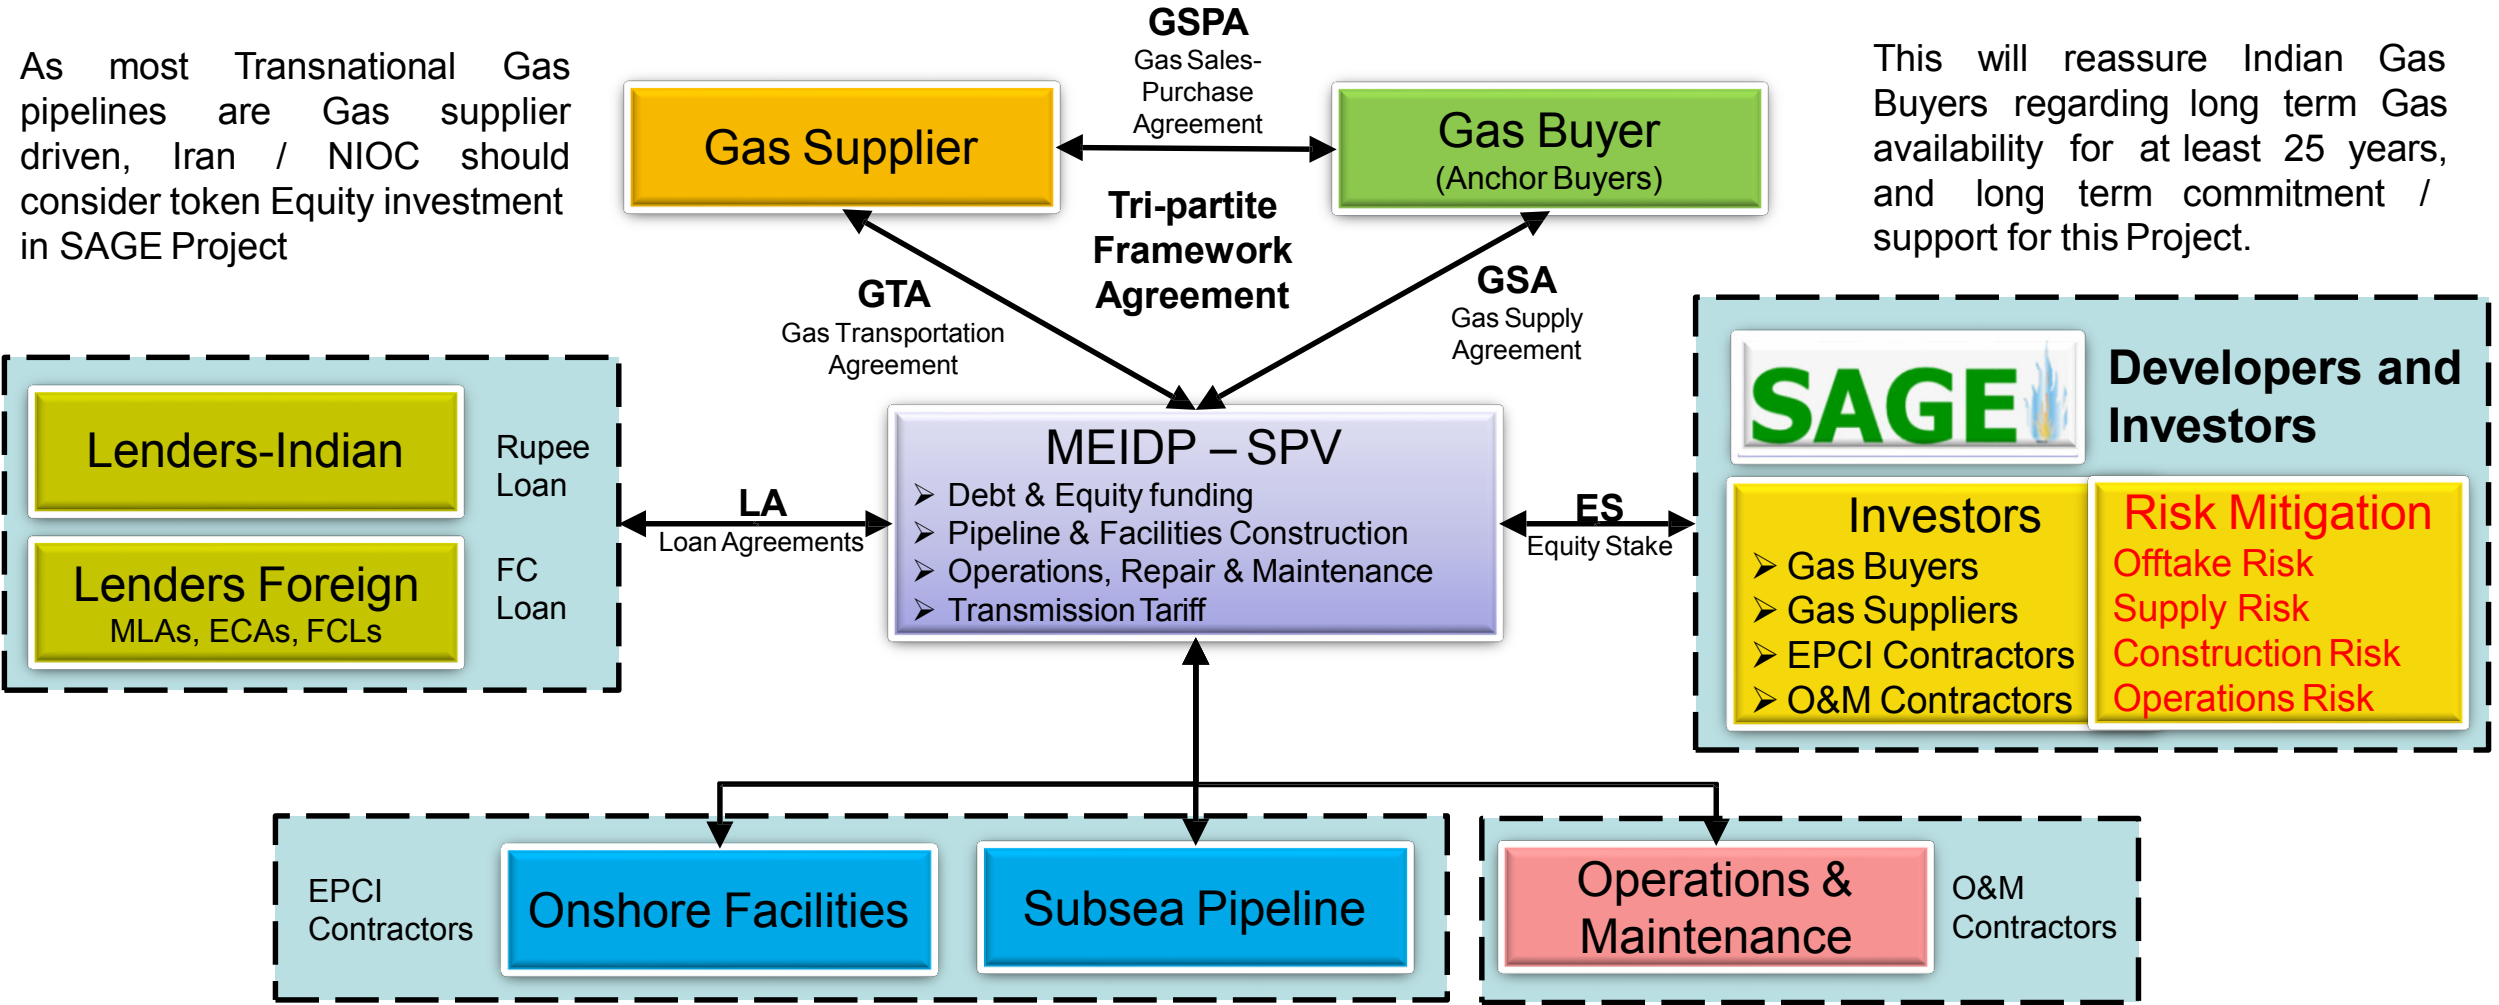 As most Transnational Gas
pipelines are Gas supplier
driven, Iran / NIOC should
consider token Equity investment
in SAGE Project
GSPA
Gas Sales-
Purchase
Agreement
This will reassure Indian Gas
Buyers regarding long term Gas
availability for at least 25 years,
and long term commitment /
support for this Project.
Gas Supplier
Gas Buyer
(Anchor Buyers)
Tri-partite
Framework
Agreement
GTA
Gas Transportation
Agreement
GSA
Gas Supply
Agreement
Lenders-Indian
Rupee
Loan
Lenders Foreign
MLAs, ECAs, FCLs
FC
Loan
LA
Loan Agreements
MEIDP – SPV
➢ Debt & Equity funding
➢ Pipeline & Facilities Construction
➢ Operations, Repair & Maintenance
➢ Transmission Tariff
ES
Equity Stake
SAGE
Developers and
Investors
Investors
➢ Gas Buyers
➢ Gas Suppliers
➢ EPCI Contractors
➢ O&M Contractors
Risk Mitigation
Offtake Risk
Supply Risk
Construction Risk
Operations Risk
EPCI
Contractors
Onshore Facilities
Subsea Pipeline
Operations &
Maintenance
O&M
Contractors